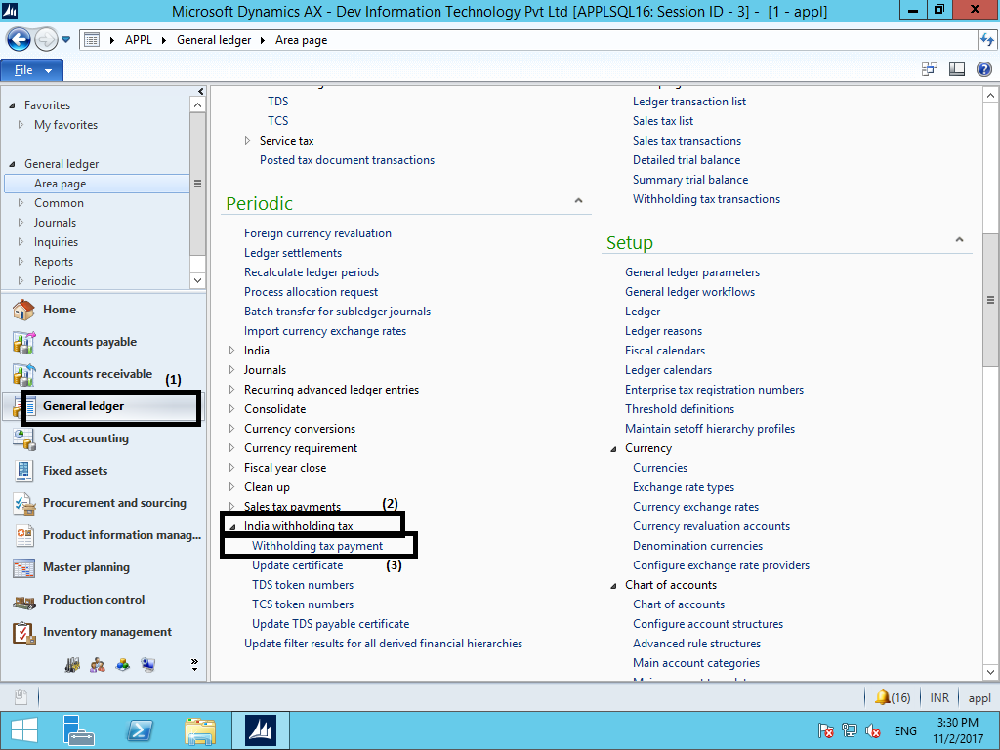 Microsoft Dynamics AX - Dev Information Technology Pvt Ltd [APPLSQL16: Session ID - 3] - [1 - appl]
APPL General ledger Area page
File
Favorites
My favorites
General ledger
Area page
Common
Journals
Inquiries
Reports
Periodic
Home
Accounts payable
Accounts receivable
(1)
General ledger
Cost accounting
Fixed assets
Procurement and sourcing
Product information manag...
Master planning
Production control
Inventory management
TDS
TCS
Service tax
Posted tax document transactions
Periodic
Foreign currency revaluation
Ledger settlements
Recalculate ledger periods
Process allocation request
Batch transfer for subledger journals
Import currency exchange rates
India
Journals
Recurring advanced ledger entries
Consolidate
Currency conversions
Currency requirement
Fiscal year close
Clean up
Sales tax payments
(2)
India withholding tax
Withholding tax payment
Update certificate
(3)
TDS token numbers
TCS token numbers
Update TDS payable certificate
Update filter results for all derived financial hierarchies
Ledger transaction list
Sales tax list
Sales tax transactions
Detailed trial balance
Summary trial balance
Withholding tax transactions
Setup
General ledger parameters
General ledger workflows
Ledger
Ledger reasons
Fiscal calendars
Ledger calendars
Enterprise tax registration numbers
Threshold definitions
Maintain setoff hierarchy profiles
Currency
Currencies
Exchange rate types
Currency exchange rates
Currency revaluation accounts
Denomination currencies
Configure exchange rate providers
Chart of accounts
Chart of accounts
Configure account structures
Advanced rule structures
Main account categories
(16) INR appl
ENG
3:30 PM
11/2/2017